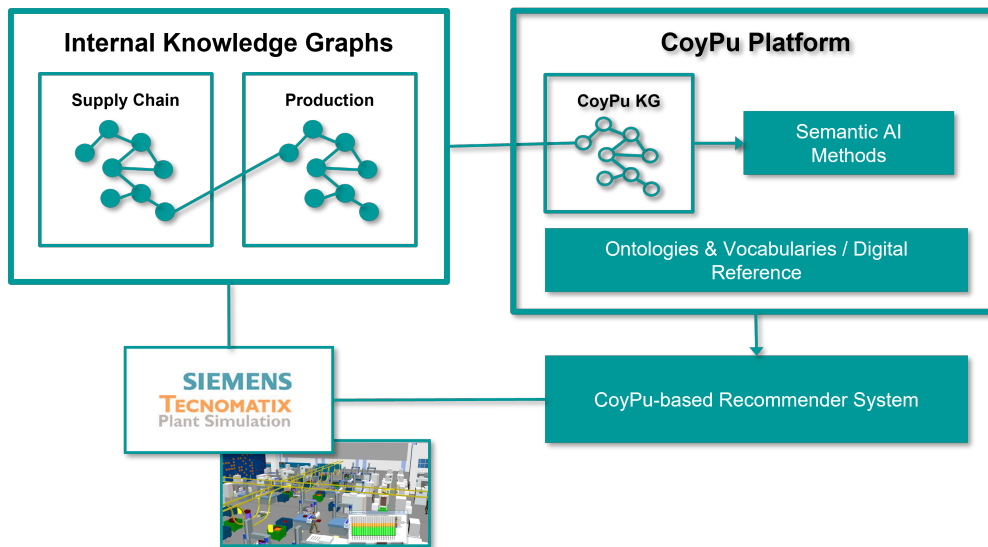 Internal Knowledge Graphs
Supply Chain
Production
CoyPu Platform
CoyPu KG
Semantic AI
Methods
Ontologies & Vocabularies / Digital
Reference
SIEMENS
TECNOMATIX
Plant Simulation
CoyPu-based Recommender System